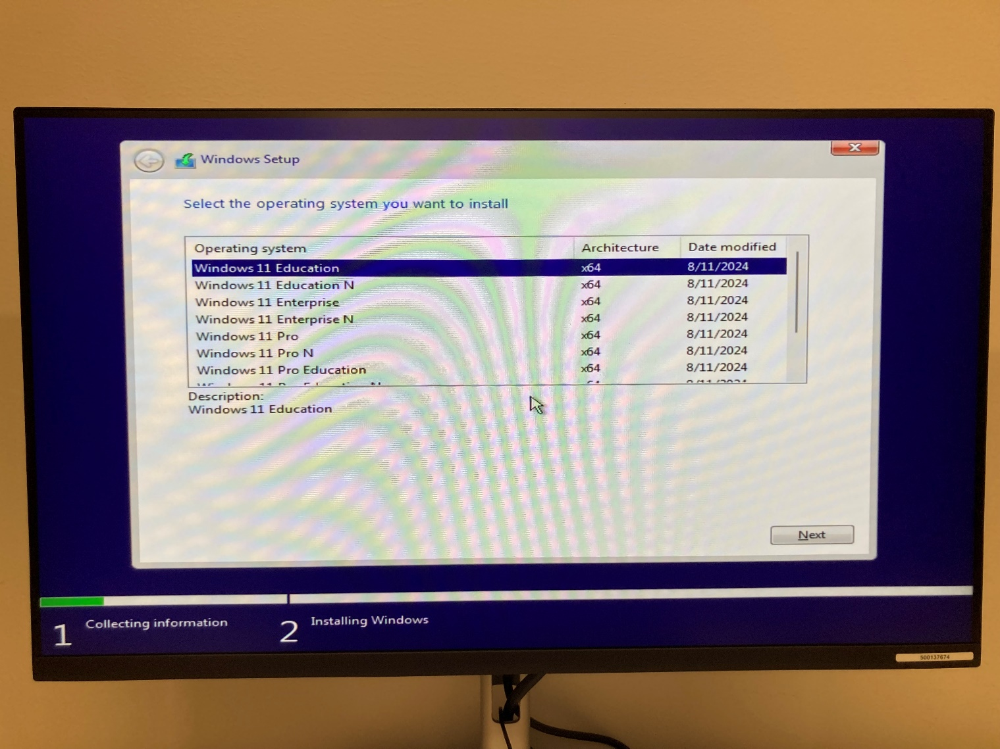 Windows Setup
Select the operating system you want to install
Operating system Architecture Date modified
Windows 11 Education x64 8/11/2024
Windows 11 Education N x64 8/11/2024
Windows 11 Enterprise x64 8/11/2024
Windows 11 Enterprise N x64 8/11/2024
Windows 11 Pro x64 8/11/2024
Windows 11 Pro N x64 8/11/2024
Windows 11 Pro Education x64 8/11/2024
Description:
Windows 11 Education
Next
1 Collecting information 2 Installing Windows
500137674